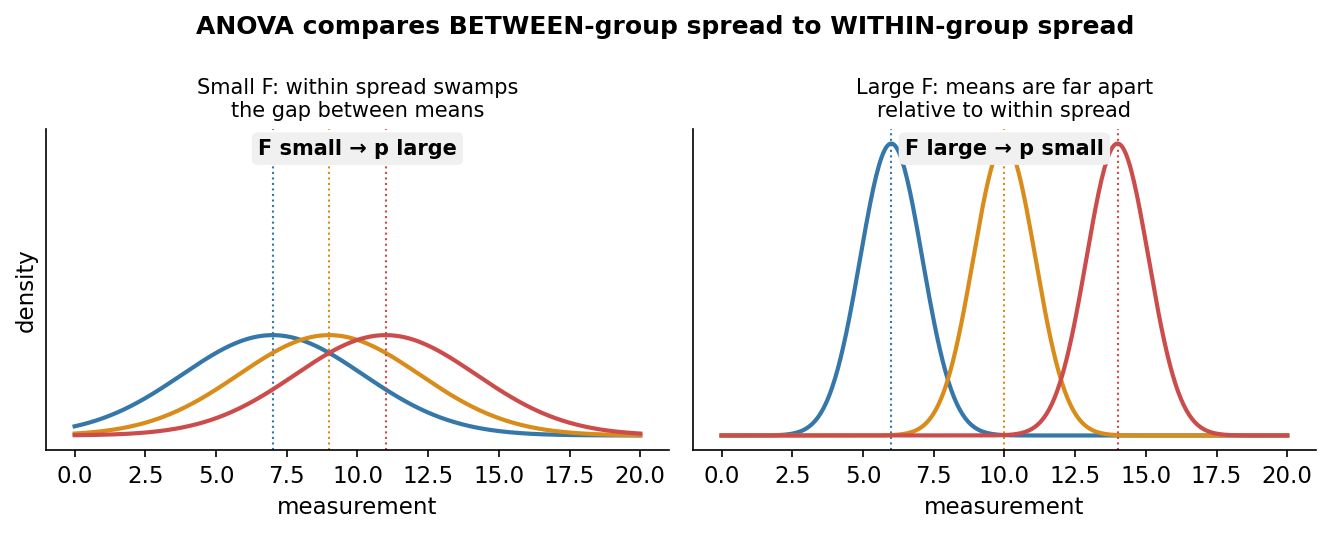 ANOVA compares BETWEEN-group spread to WITHIN-group spread
Small F: within spread swamps
the gap between means
F small → p large
density
0.0 2.5 5.0 7.5 10.0 12.5 15.0 17.5 20.0
measurement
Large F: means are far apart
relative to within spread
F large → p small
0.0 2.5 5.0 7.5 10.0 12.5 15.0 17.5 20.0
measurement